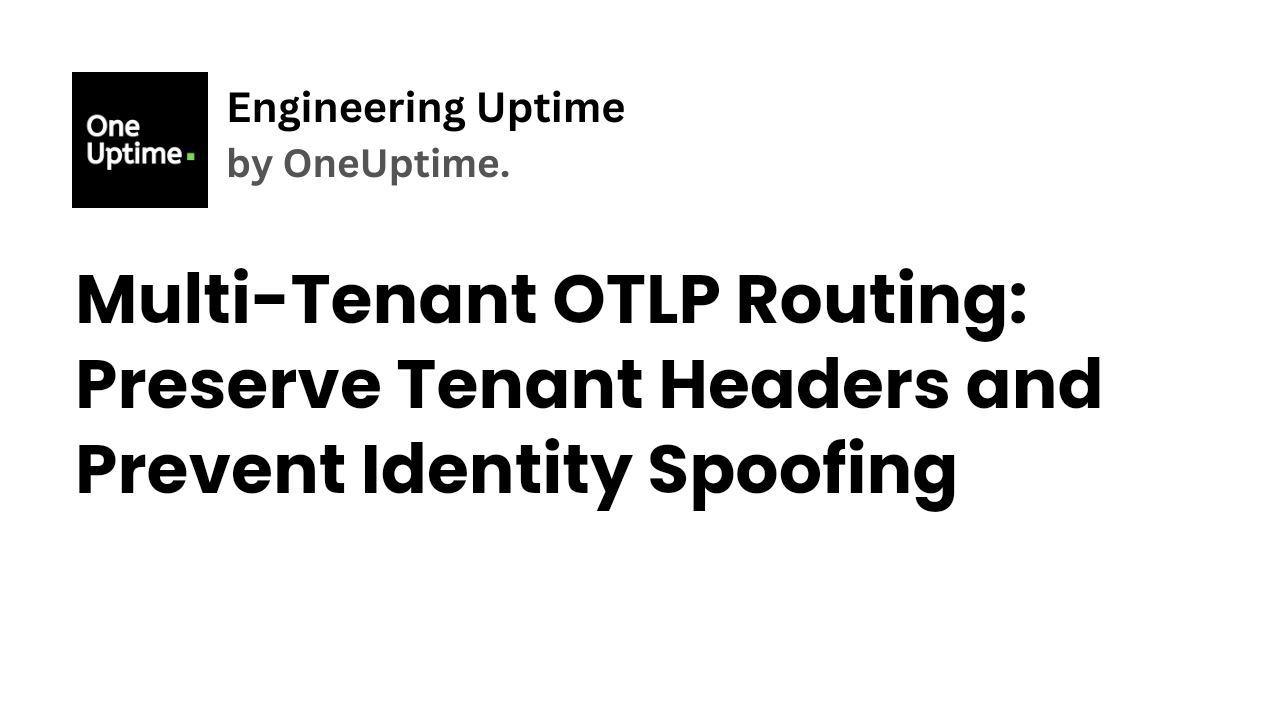 One
Uptime
Engineering Uptime
by OneUptime.
Multi-Tenant OTLP Routing:
Preserve Tenant Headers and
Prevent Identity Spoofing